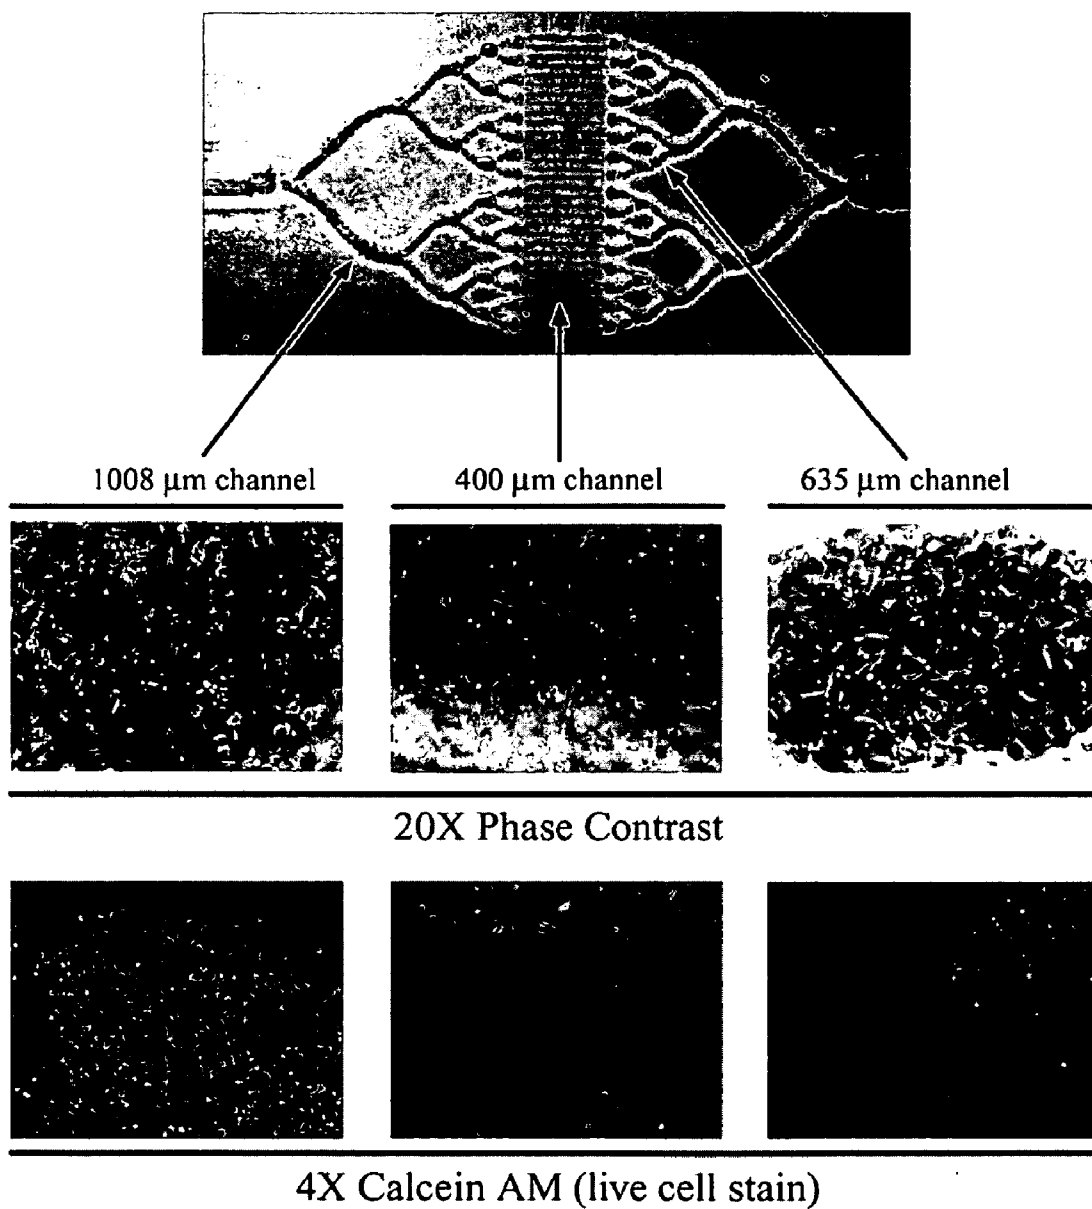 1008 μm channel
400 μm channel
635 μm channel
20X Phase Contrast
4X Calcein AM (live cell stain)